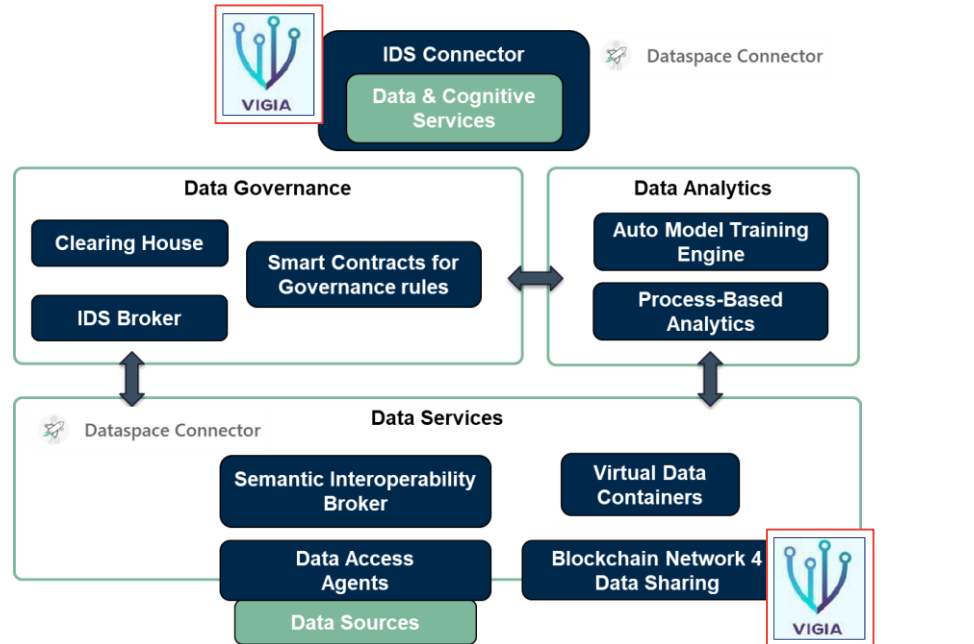 VIGIA
IDS Connector
Data & Cognitive
Services
Dataspace Connector
Data Governance
Clearing House
IDS Broker
Smart Contracts for
Governance rules
Data Analytics
Auto Model Training
Engine
Process-Based
Analytics
Data Services
Dataspace Connector
Semantic Interoperability
Broker
Virtual Data
Containers
Data Access
Agents
Blockchain Network 4
Data Sharing
Data Sources
VIGIA